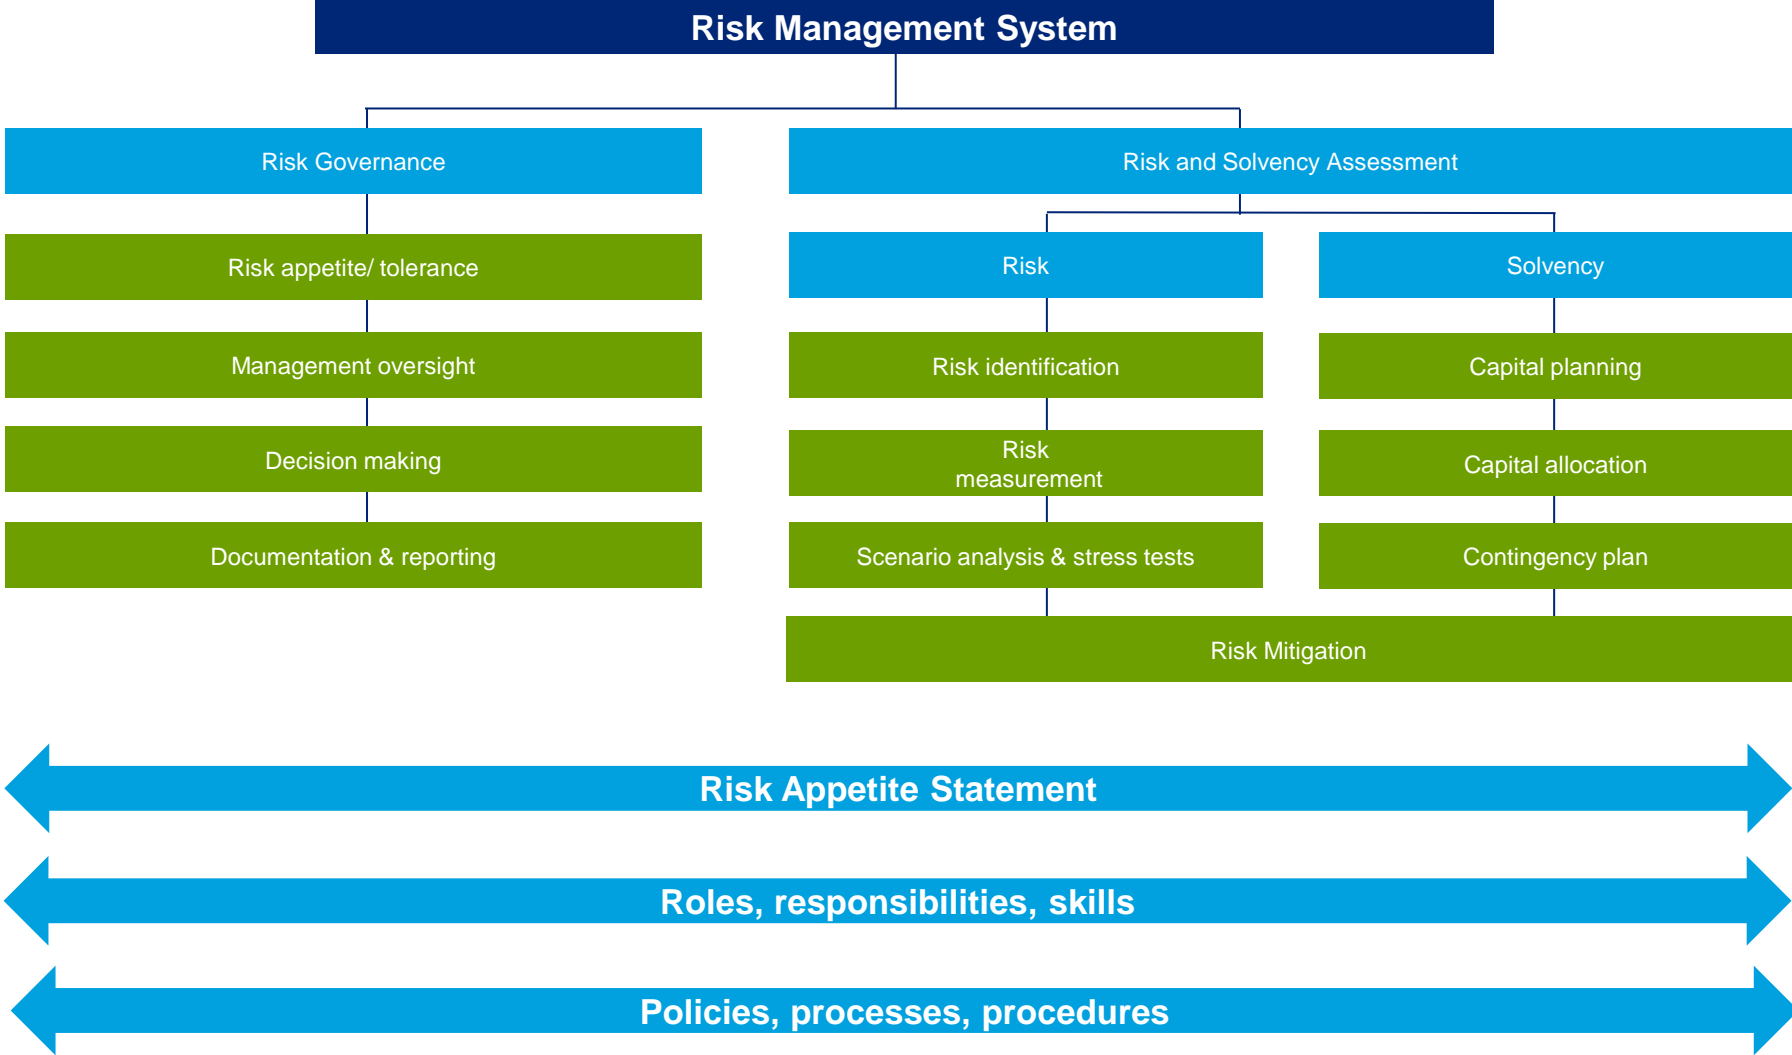 Risk Management System
Risk Governance
Risk and Solvency Assessment
Risk appetite/ tolerance
Risk
Solvency
Management oversight
Risk identification
Capital planning
Decision making
Risk
measurement
Capital allocation
Documentation & reporting
Scenario analysis & stress tests
Contingency plan
Risk Mitigation
Risk Appetite Statement
Roles, responsibilities, skills
Policies, processes, procedures